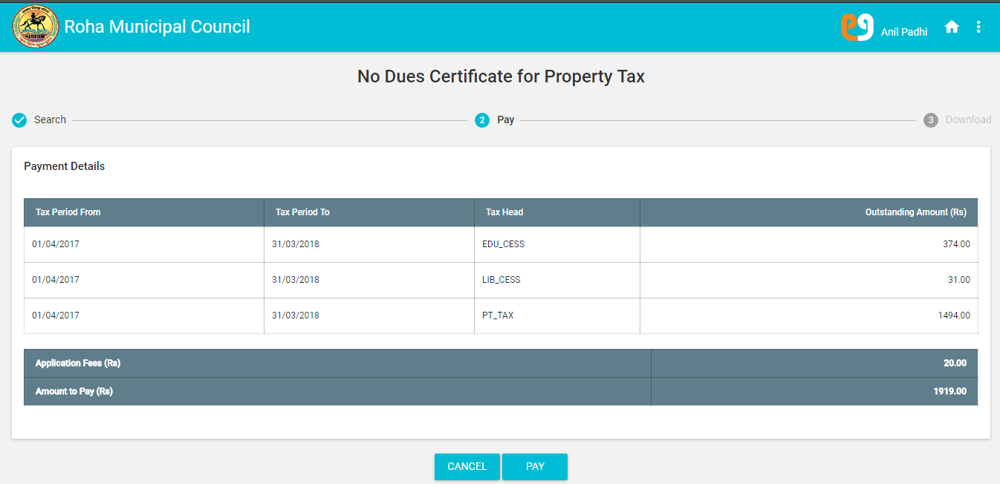 Roha Municipal Council
Anil Padhi
No Dues Certificate for Property Tax
Search
2 Pay
3 Download
Payment Details
Tax Period From Tax Period To Tax Head Outstanding Amount (Rs)
01/04/2017 31/03/2018 EDU_CESS 374.00
01/04/2017 31/03/2018 LIB_CESS 31.00
01/04/2017 31/03/2018 PT_TAX 1494.00
Application Fees (Rs) 20.00
Amount to Pay (Rs) 1919.00
CANCEL PAY